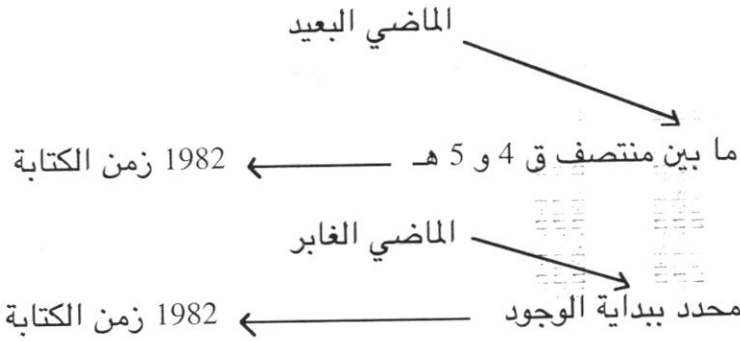 الماضي البعيد
ما بين منتصف ق 4 و 5 هـ 1982 زمن الكتابة
الماضي الغابر
محدد ببداية الوجود 1982 زمن الكتابة